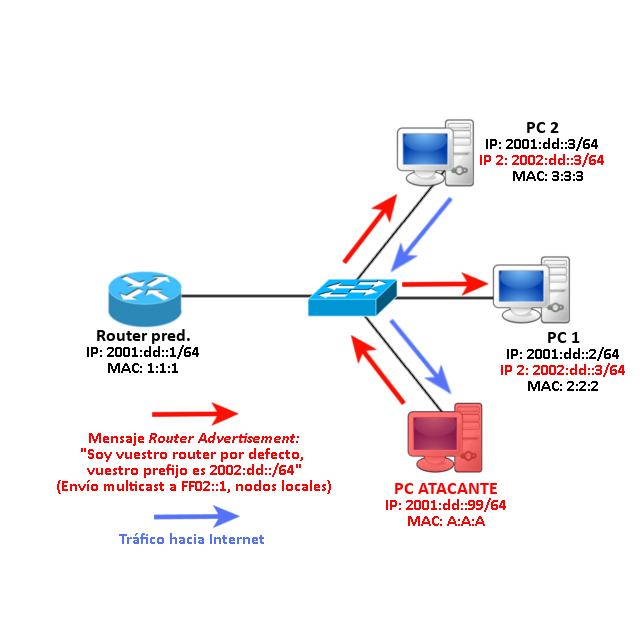 PC 2
IP: 2001:dd::3/64
IP 2: 2002:dd::3/64
MAC: 3:3:3
Router pred.
IP: 2001:dd::1/64
MAC: 1:1:1
PC 1
IP: 2001:dd::2/64
IP 2: 2002:dd::3/64
MAC: 2:2:2
Mensaje Router Advertisement:
"Soy vuestro router por defecto,
vuestro prefijo es 2002:dd::/64"
(Envío multicast a FF02::1, nodos locales)
Tráfico hacia Internet
PC ATACANTE
IP: 2001:dd::99/64
MAC: A:A:A